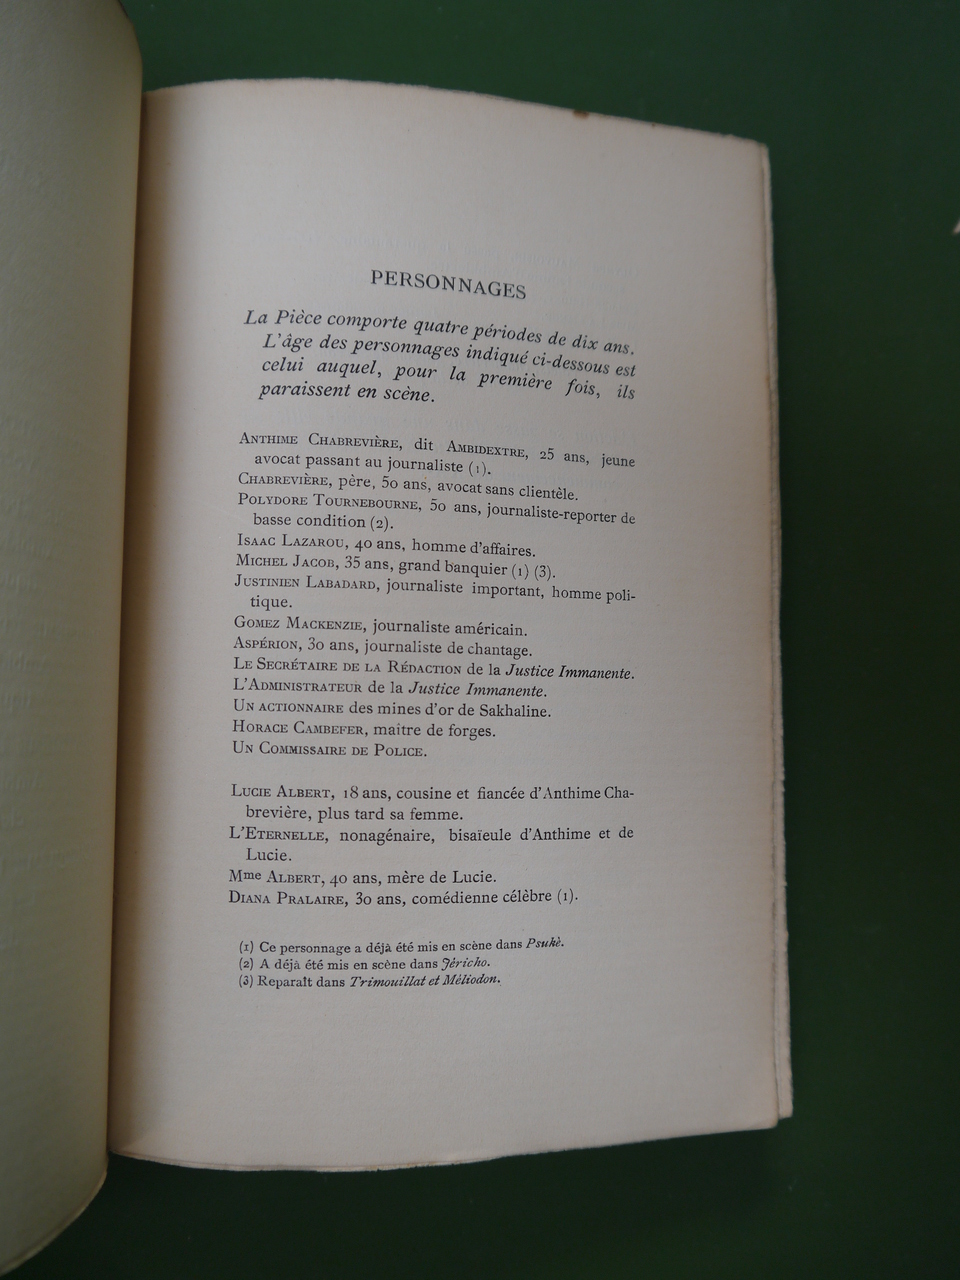 PERSONNAGES
La Pièce comporte quatre périodes de dix ans.
L'âge des personnages indiqué ci-dessous est
celui auquel, pour la première fois, ils
paraissent en scène.
ANTHIME CHABREVIÈRE, dit AMBIDEXTRE, 25 ans, jeune
avocat passant au journaliste (1).
CHABREVIÈRE, père, 50 ans, avocat sans clientèle.
POLYDORE TOURNEBOURNE, 50 ans, journaliste-reporter de
basse condition (2).
ISAAC LAZAROU, 40 ans, homme d'affaires.
MICHEL JACOB, 35 ans, grand banquier (1) (3).
JUSTINIEN LABADARD, journaliste important, homme poli-
tique.
GOMEZ MACKENZIE, journaliste américain.
ASPÉRION, 30 ans, journaliste de chantage.
LE SECRÉTAIRE DE LA RÉDACTION de la Justice Immanente.
L'ADMINISTRATEUR de la Justice Immanente.
UN ACTIONNAIRE des mines d'or de Sakhaline.
HORACE CAMBEFER, maître de forges.
UN COMMISSAIRE DE POLICE.
LUCIE ALBERT, 18 ans, cousine et fiancée d'Anthime Cha-
brevière, plus tard sa femme.
L'ETERNELLE, nonagénaire, bisaïeule d'Anthime et de
Lucie.
Mme ALBERT, 40 ans, mère de Lucie.
DIANA PRALAIRE, 30 ans, comédienne célèbre (1).
(1) Ce personnage a déjà été mis en scène dans Psukè.
(2) A déjà été mis en scène dans Jéricho.
(3) Reparaît dans Trimouillat et Méliodon.